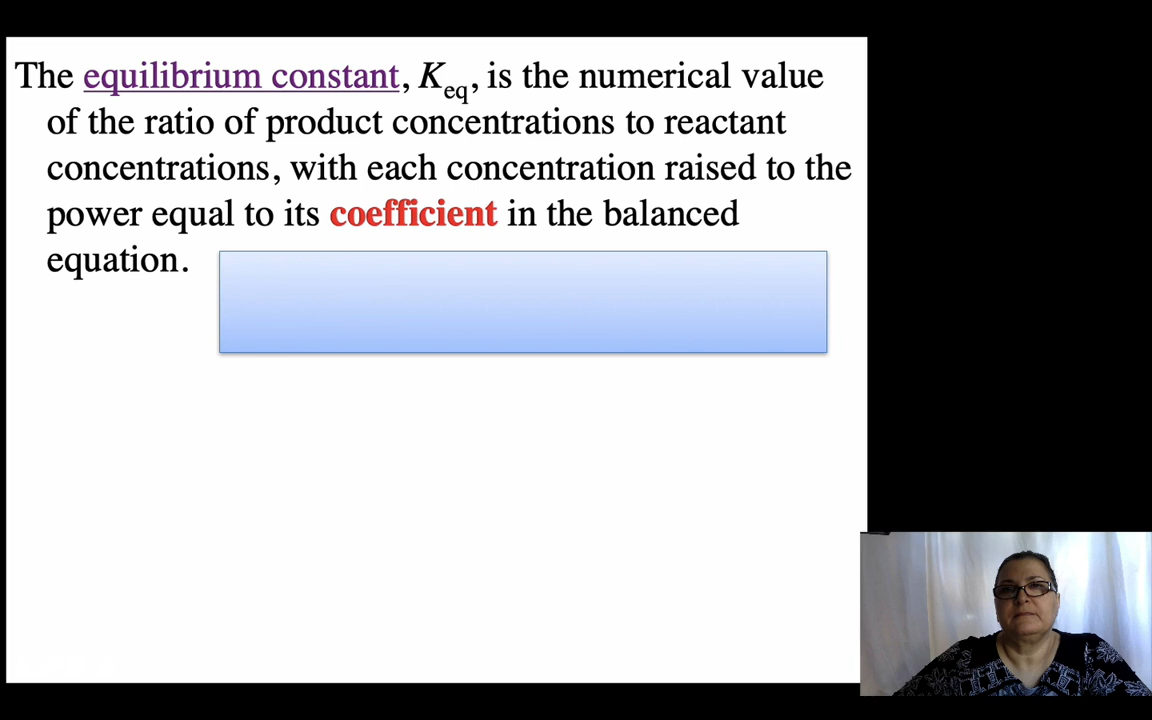 The equilibrium constant, Keq, is the numerical value
of the ratio of product concentrations to reactant
concentrations, with each concentration raised to the
power equal to its coefficient in the balanced
equation.